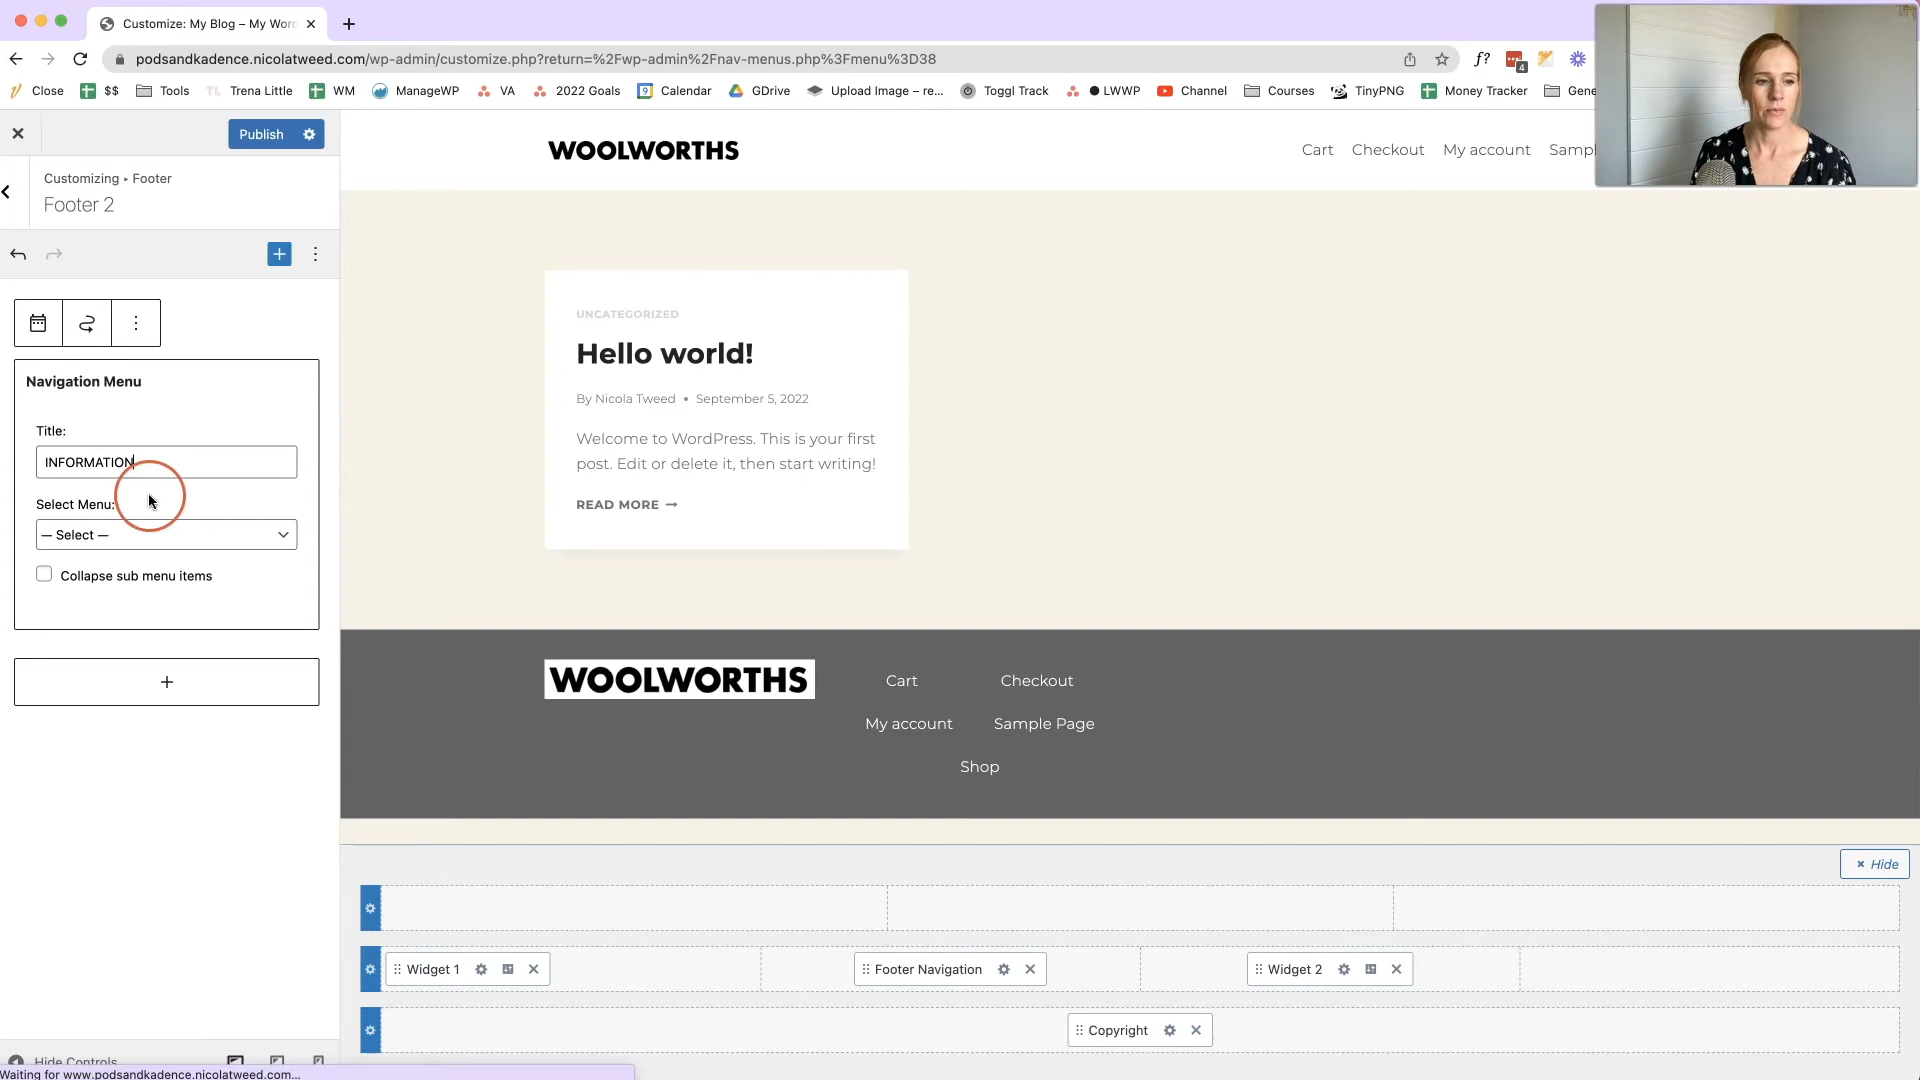 Customize: My Blog – My Wor
podsandkadence.nicolatweed.com/wp-admin/customize.php?return=%2Fwp-admin%2Fnav-menus.php%3Fmenu%3D38
f?
4
Close
$$
Tools
TL Trena Little
WM
ManageWP
VA
2022 Goals
9 Calendar
GDrive
Upload Image – re...
Toggl Track
LWWP
Channel
Courses
TinyPNG
Money Tracker
Gene
Publish
Customizing ▸ Footer
Footer 2
Navigation Menu
Title:
INFORMATION
Select Menu:
— Select —
Collapse sub menu items
Hide Controls
Waiting for www.podsandkadence.nicolatweed.com...
WOOLWORTHS
Cart Checkout My account Sampl
UNCATEGORIZED
Hello world!
By Nicola Tweed • September 5, 2022
Welcome to WordPress. This is your first
post. Edit or delete it, then start writing!
READ MORE →
WOOLWORTHS
Cart Checkout
My account Sample Page
Shop
× Hide
Widget 1
Footer Navigation
Widget 2
Copyright